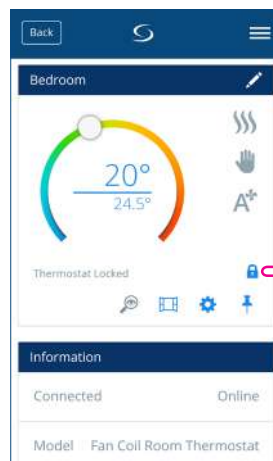 Back
Bedroom
20°
24.5°
A
Thermostat Locked
Information
Connected Online
Model Fan Coil Room Thermostat